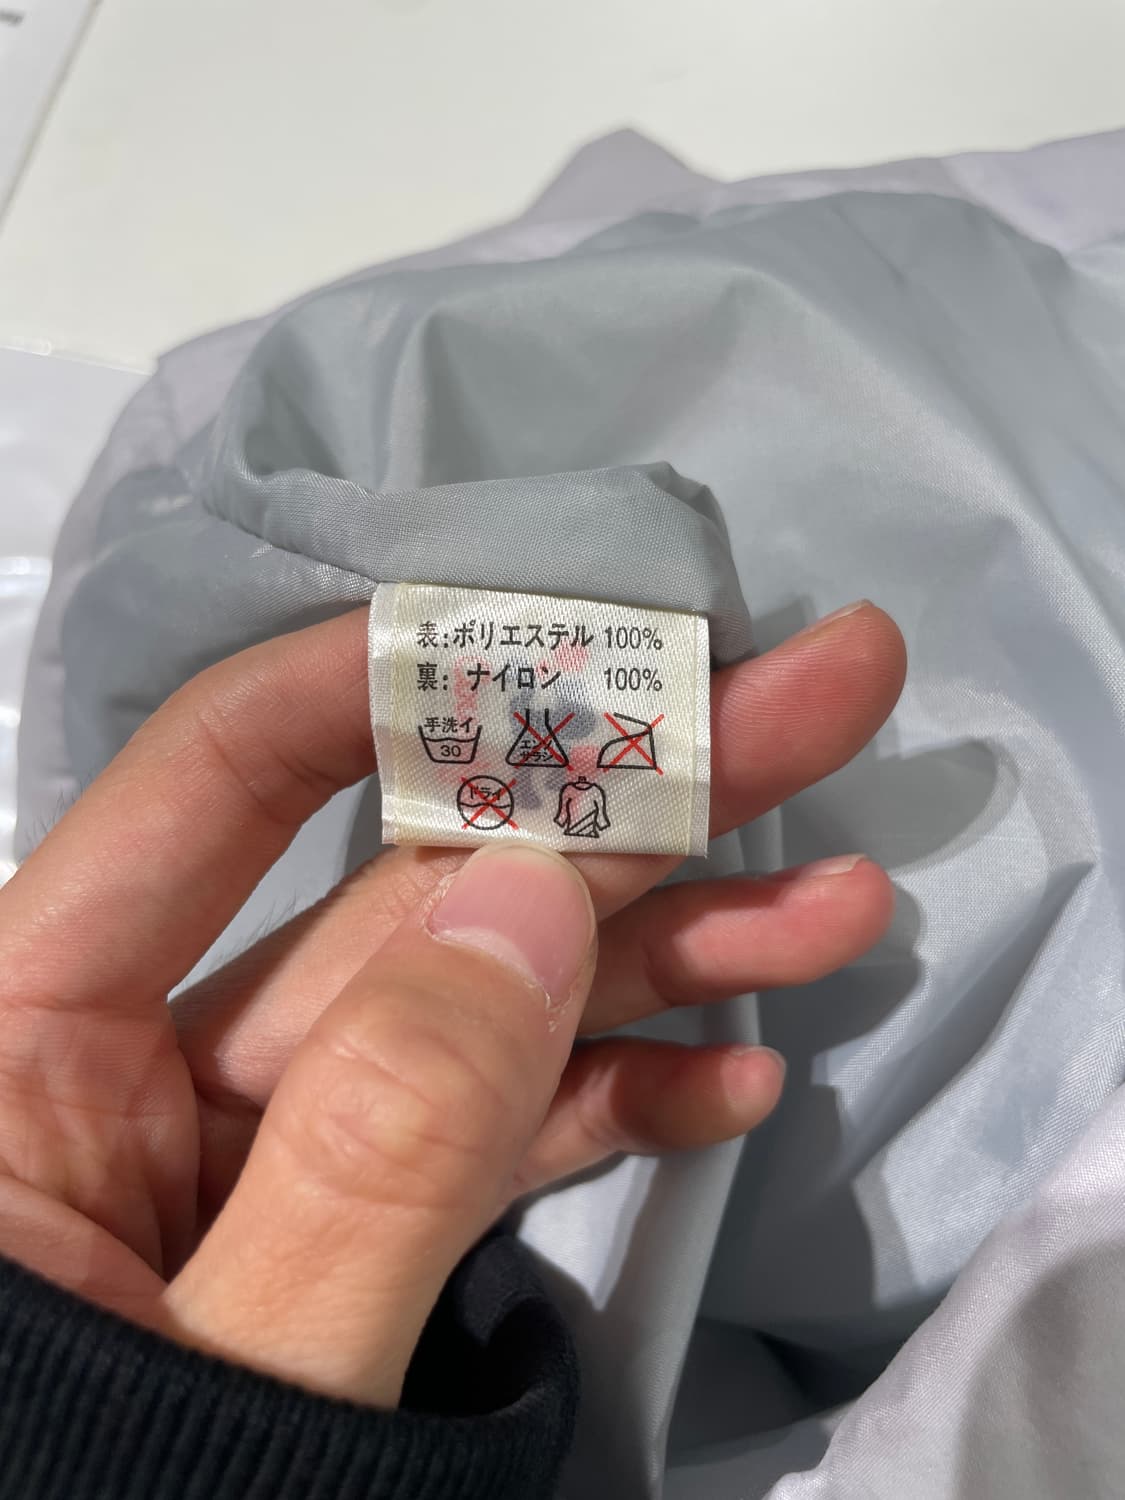 表:ポリエステル 100%
裏: ナイロン 100%
手洗イ
30
エンソ
サラシ
ドライ